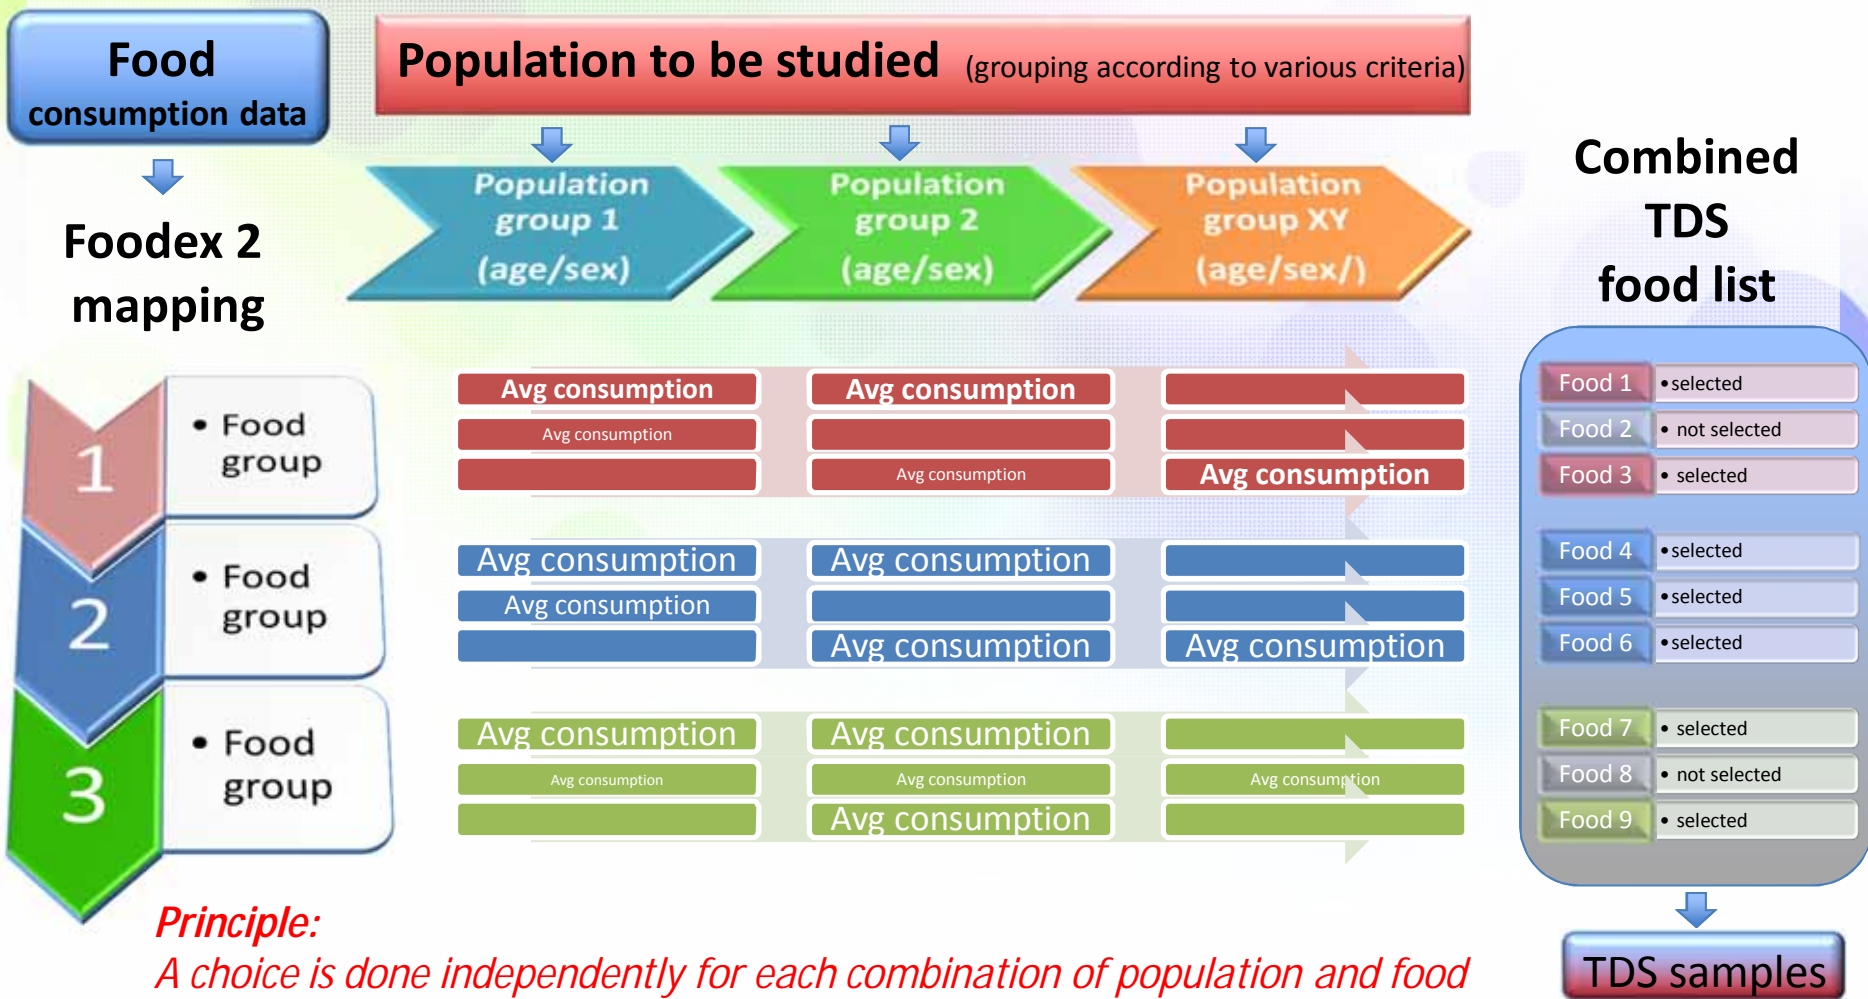 Food
consumption data
Population to be studied (grouping according to various criteria)
Foodex 2
mapping
Population
group 1
(age/sex)
Population
group 2
(age/sex)
Population
group XY
(age/sex/)
Combined
TDS
food list
1
• Food
group
Avg consumption Avg consumption
Avg consumption
Avg consumption Avg consumption
Food 1 •selected
Food 2 • not selected
Food 3 • selected
2
• Food
group
Avg consumption Avg consumption
Avg consumption
Avg consumption Avg consumption
Food 4 •selected
Food 5 •selected
Food 6 •selected
3
• Food
group
Avg consumption Avg consumption
Avg consumption Avg consumption Avg consumption
Avg consumption
Food 7 • selected
Food 8 • not selected
Food 9 • selected
Principle:
A choice is done independently for each combination of population and food
TDS samples